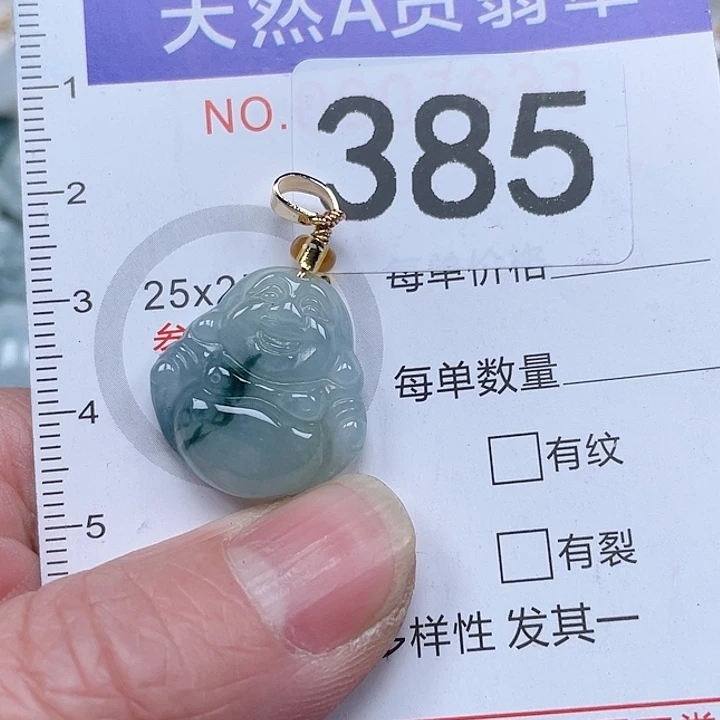 天然A货翡翠
1
NO.
385
2
每单价格
25x2
3
每单数量
4
有纹
5
有裂
样性 发其一